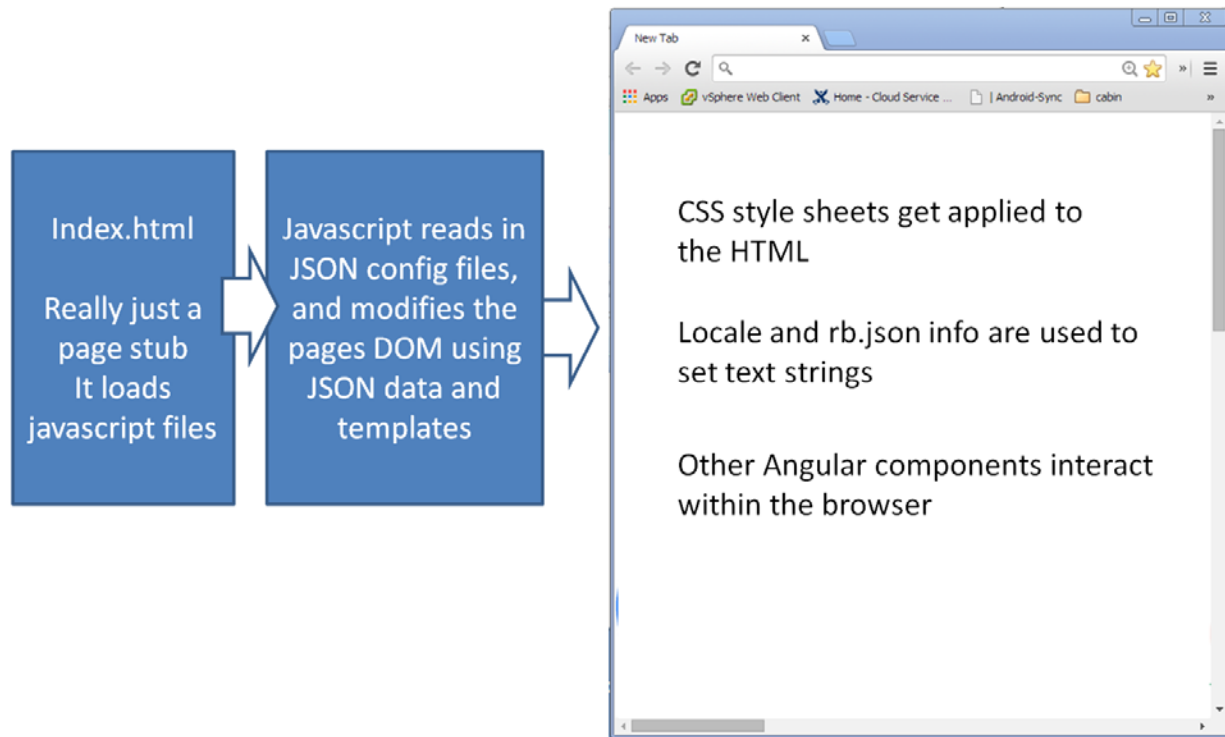 Index.html
Really just a
page stub
It loads
javascript files
Javascript reads in
JSON config files,
and modifies the
pages DOM using
JSON data and
templates
New Tab
Apps vSphere Web Client Home - Cloud Service ... | Android-Sync cabin »
CSS style sheets get applied to
the HTML
Locale and rb.json info are used to
set text strings
Other Angular components interact
within the browser